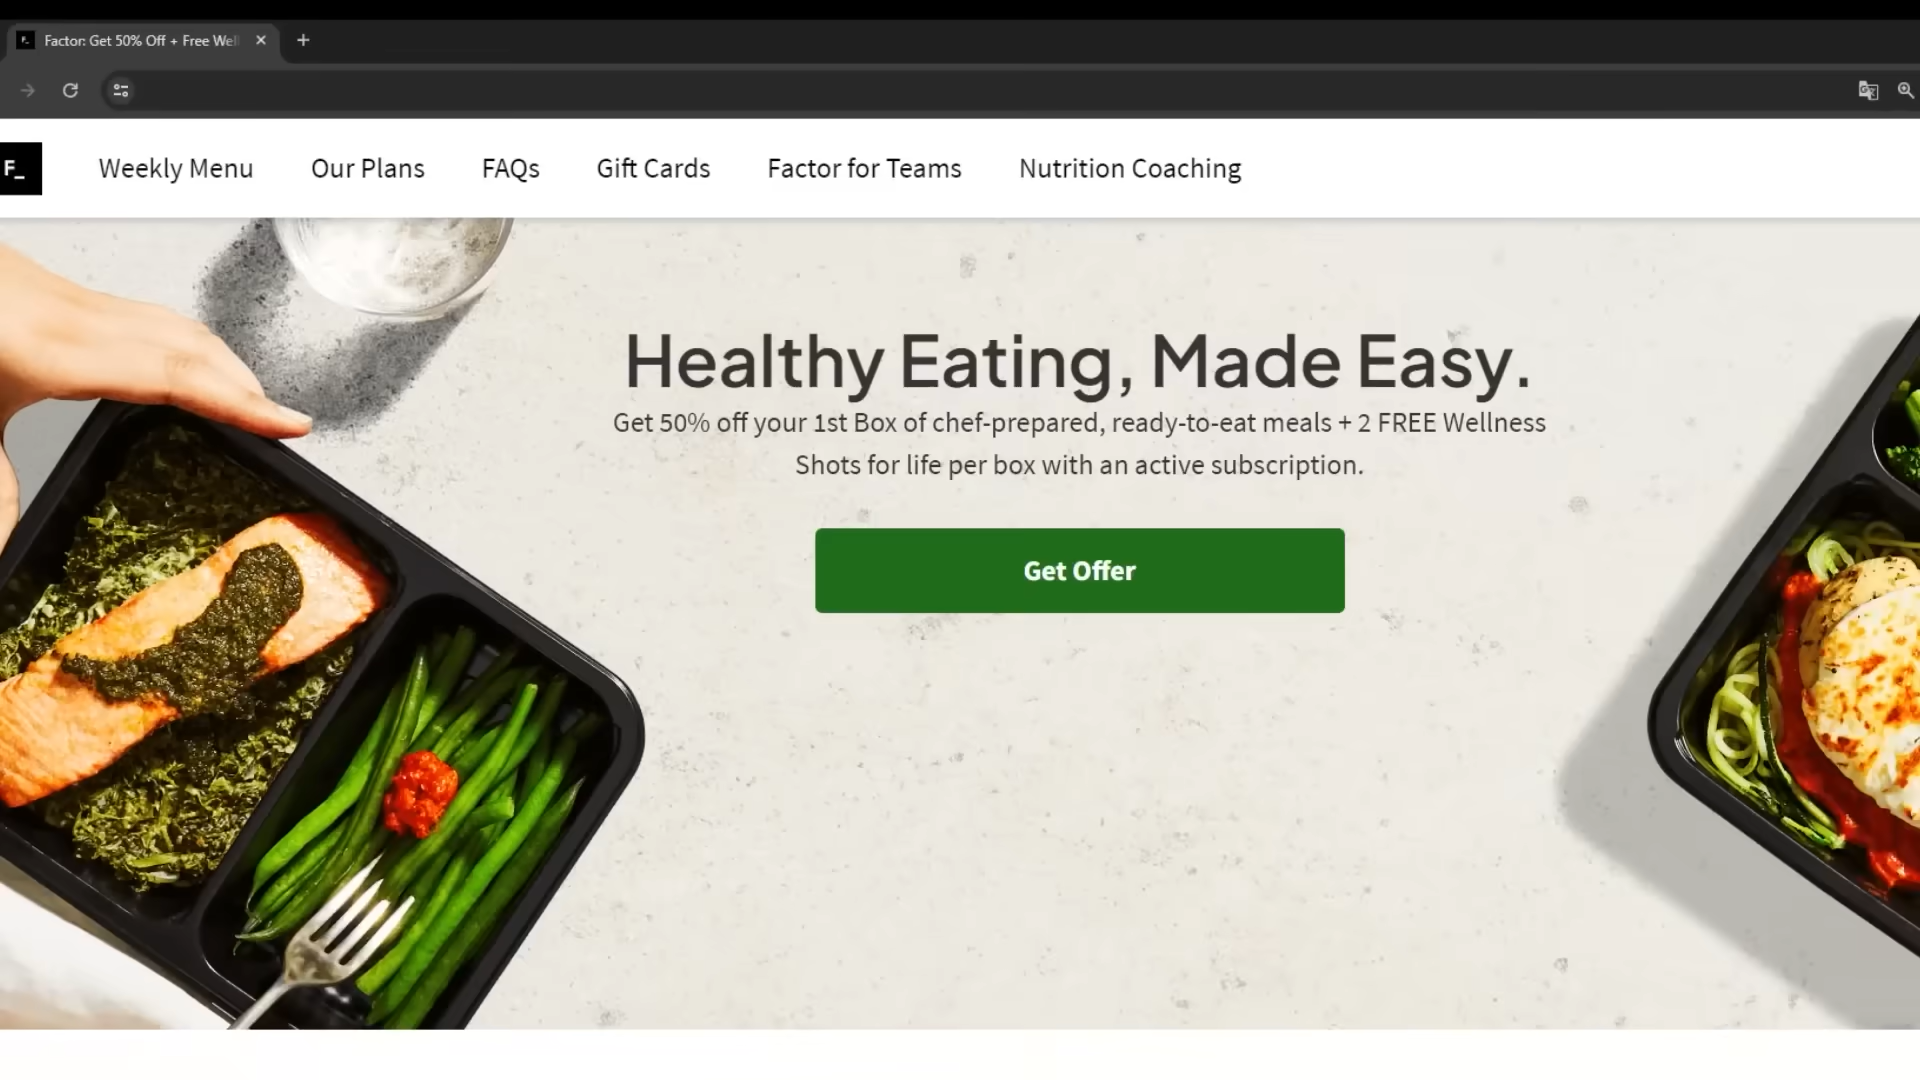 Factor: Get 50% Off + Free Well
F_
Weekly Menu
Our Plans
FAQs
Gift Cards
Factor for Teams
Nutrition Coaching
Healthy Eating, Made Easy.
Get 50% off your 1st Box of chef-prepared, ready-to-eat meals + 2 FREE Wellness
Shots for life per box with an active subscription.
Get Offer